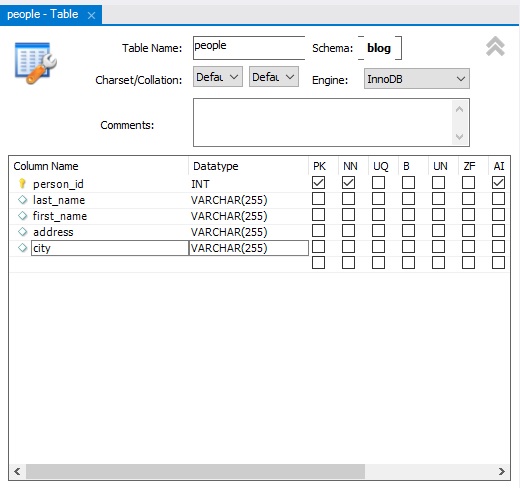 people - Table ×
Table Name: people Schema: blog
Charset/Collation: Defau Defau Engine: InnoDB
Comments:
Column Name Datatype PK NN UQ B UN ZF AI
person_id INT
last_name VARCHAR(255)
first_name VARCHAR(255)
address VARCHAR(255)
city VARCHAR(255)